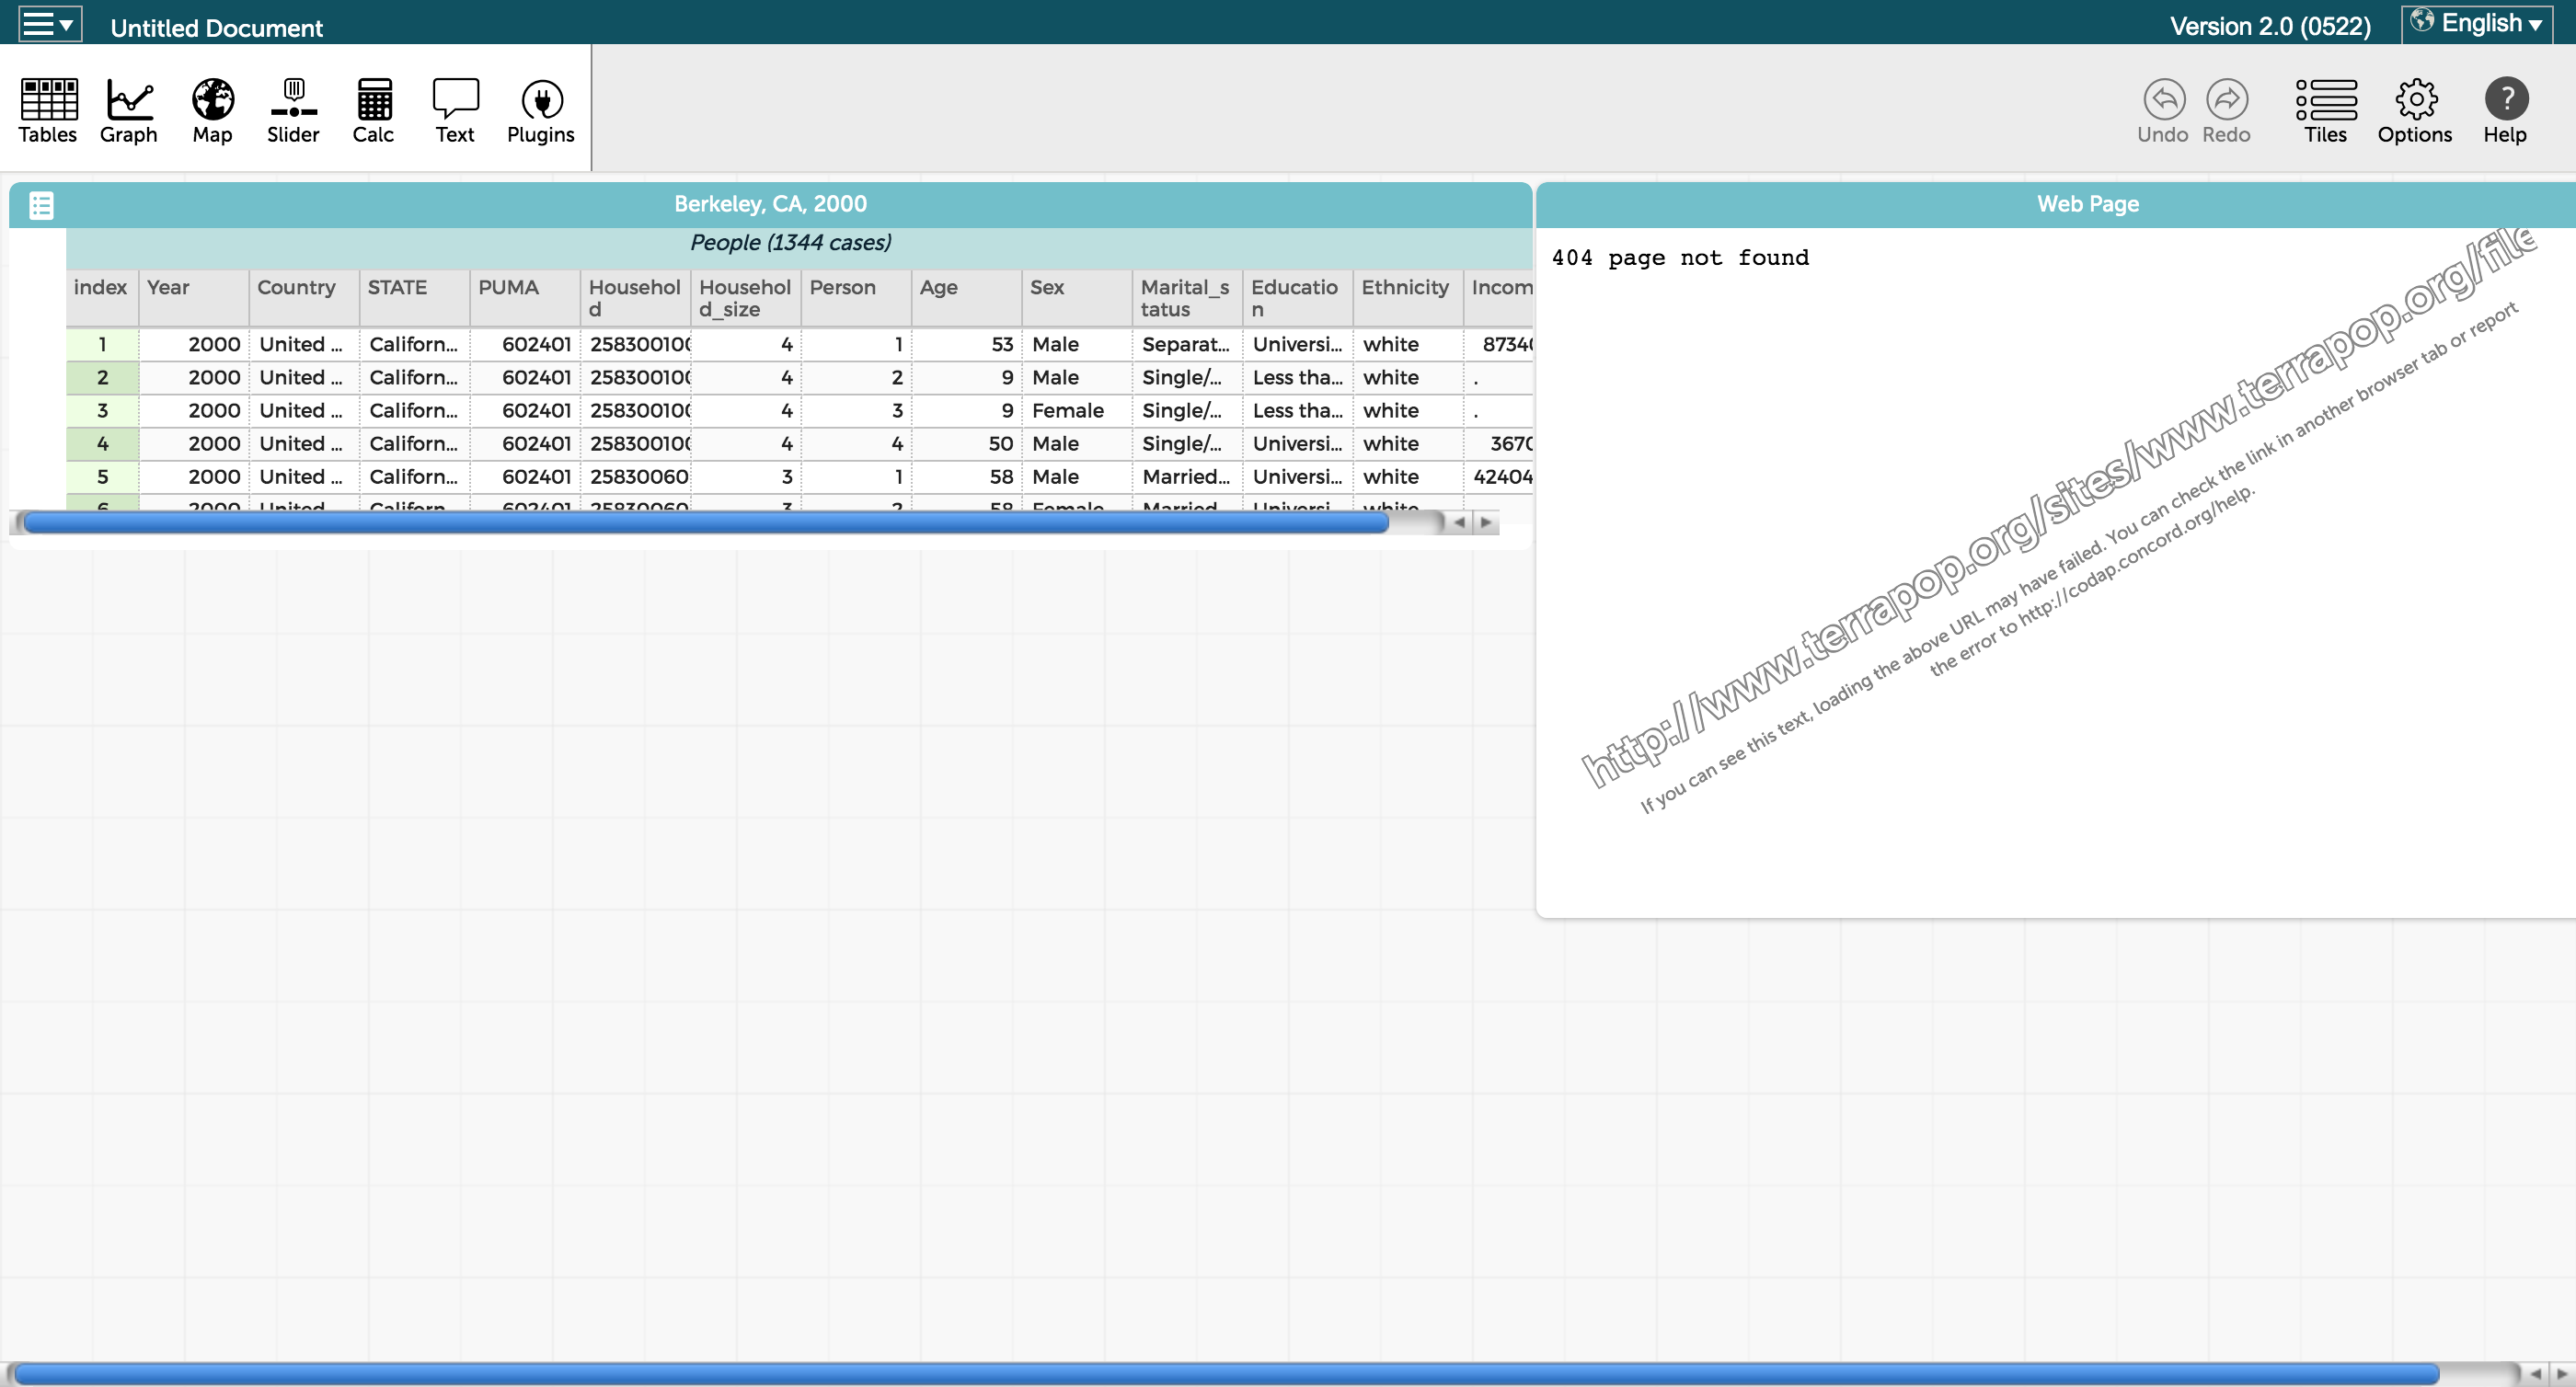 Untitled Document
Version 2.0 (0522)
English
Tables Graph Map Slider Calc Text Plugins
Undo Redo Tiles Options Help
Berkeley, CA, 2000
People (1344 cases)
index Year Country STATE PUMA Household Household_size Person Age Sex Marital_status Education Ethnicity Incom
1 2000 United ... Californ... 602401 258300100 4 1 53 Male Separat... Universi... white 8734
2 2000 United ... Californ... 602401 258300100 4 2 9 Male Single/... Less tha... white .
3 2000 United ... Californ... 602401 258300100 4 3 9 Female Single/... Less tha... white .
4 2000 United ... Californ... 602401 258300100 4 4 50 Male Single/... Universi... white 3670
5 2000 United ... Californ... 602401 25830060 3 1 58 Male Married... Universi... white 42404
6 2000 United Californ 602401 25830060 3 2 58 Female Married Universi white
Web Page
404 page not found
http://www.terrapop.org/sites/www.terrapop.org/file
If you can see this text, loading the above URL may have failed. You can check the link in another browser tab or report
the error to http://codap.concord.org/help.